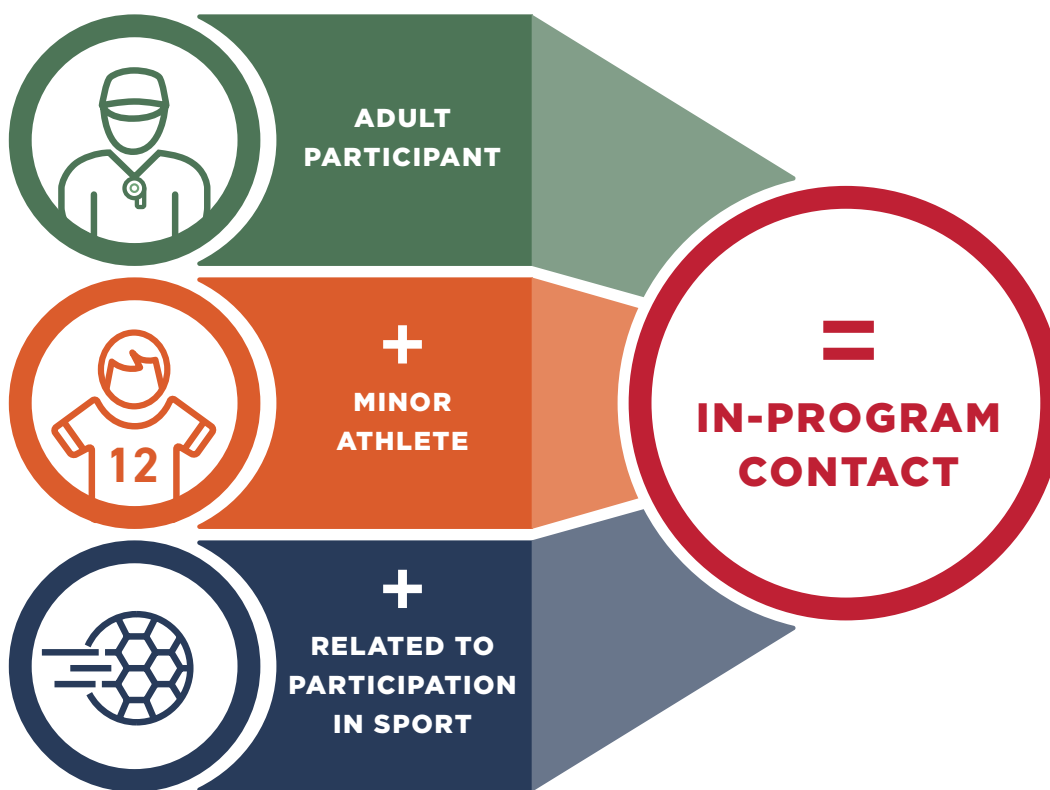 ADULT
PARTICIPANT
+
MINOR
ATHLETE
12
+
RELATED TO
PARTICIPATION
IN SPORT
=
IN-PROGRAM
CONTACT